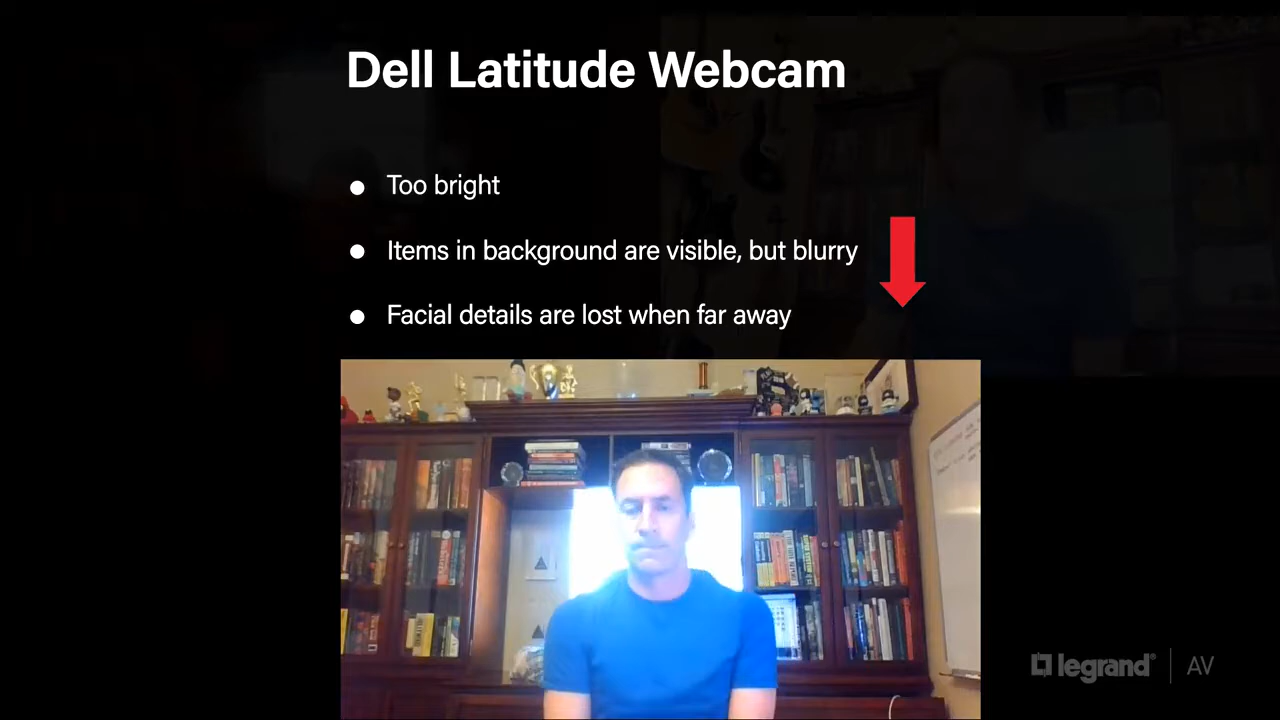 Dell Latitude Webcam
● Too bright
● Items in background are visible, but blurry
● Facial details are lost when far away
legrand® | AV